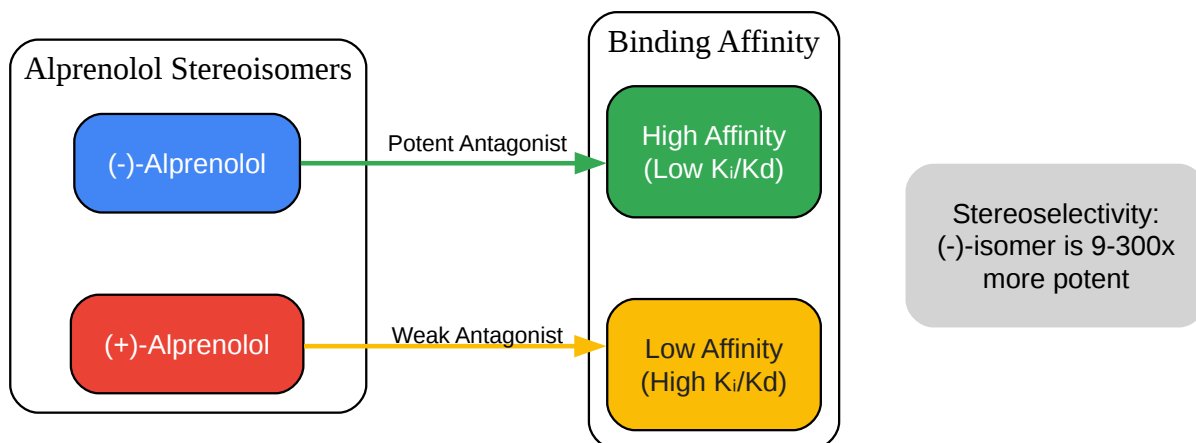 Alprenolol Stereoisomers
(-)-Alprenolol
(+)-Alprenolol
Potent Antagonist
Weak Antagonist
Binding Affinity
High Affinity
(Low Kᵢ/Kd)
Low Affinity
(High Kᵢ/Kd)
Stereoselectivity:
(-)-isomer is 9-300x
more potent